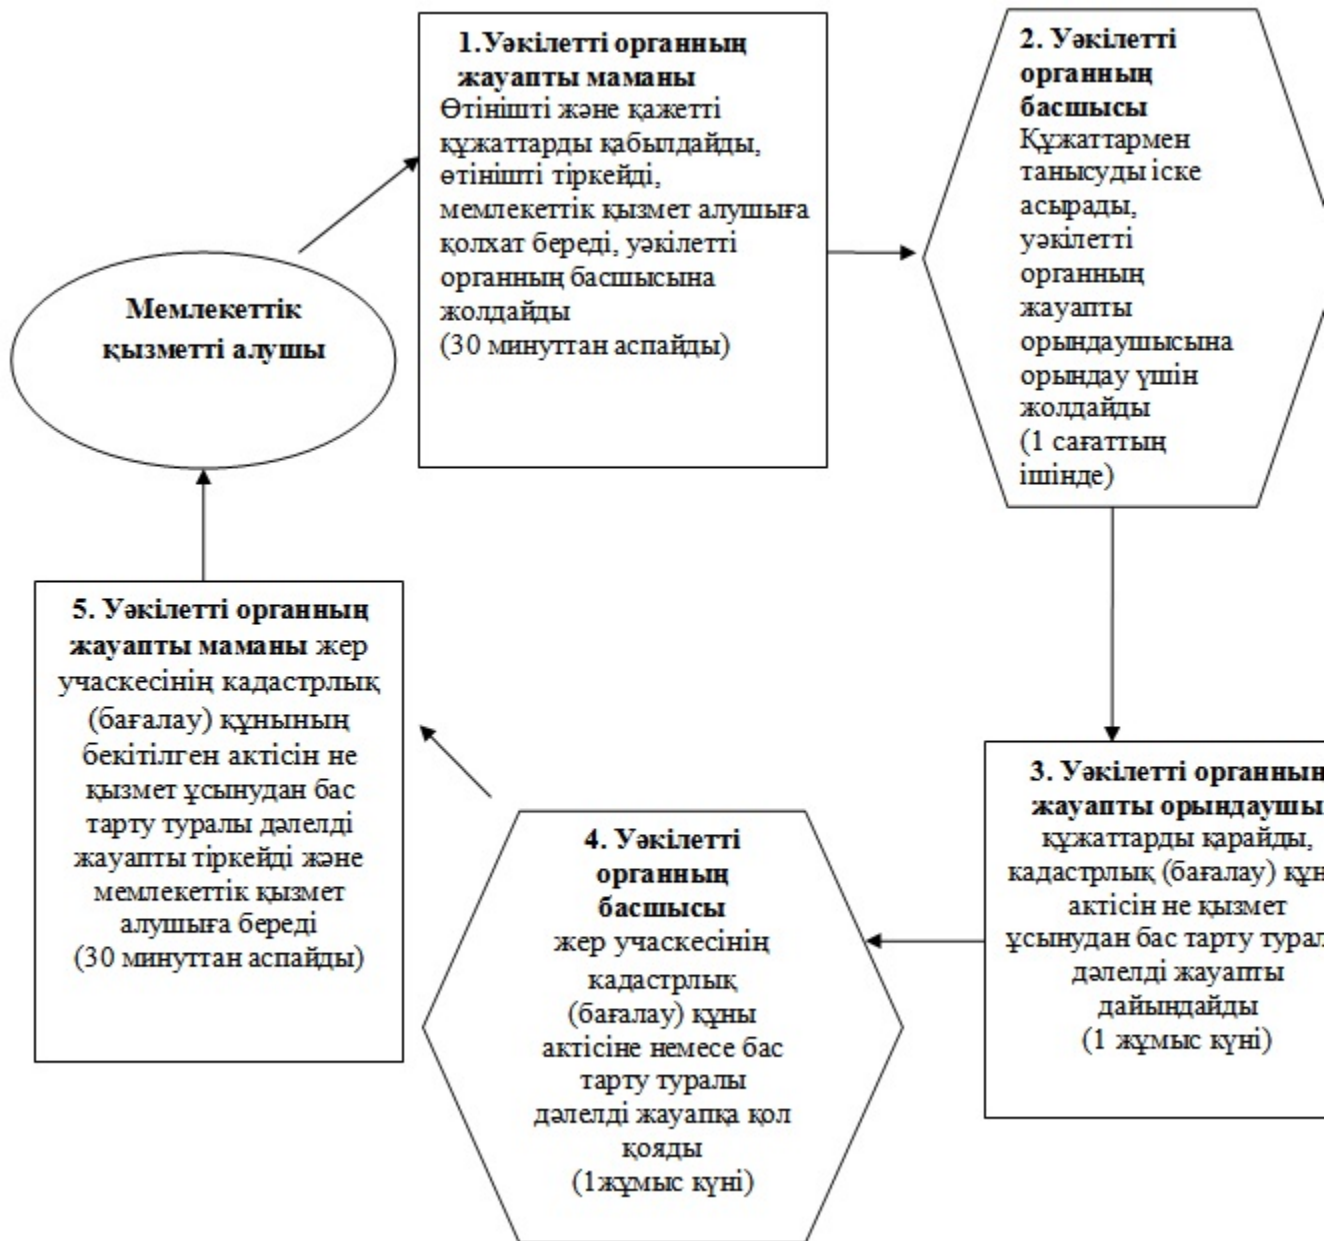 Мемлекеттік
қызметті алушы
1.Уәкілетті органның
жауапты маманы
Өтінішті және қажетті
құжаттарды қабылдайды,
өтінішті тіркейді,
мемлекеттік қызмет алушыға
қолхат береді, уәкілетті
органның басшысына
жолдайды
(30 минуттан аспайды)
2. Уәкілетті
органның
басшысы
Құжаттармен
танысуды іске
асырады,
уәкілетті
органның
жауапты
орындаушысына
орындау үшін
жолдайды
(1 сағаттың
ішінде)
3. Уәкілетті
жауапты
құжаттарды қарайды,
кадастрлық (бағалау)
актісін не қызмет
ұсынудан бас тарту
дәлелді жауапты
дайындайды
(1 жұмыс күні)
4. Уәкілетті
органның
басшысы
жер учаскесінің
кадастрлық
(бағалау) құны
актісіне немесе бас
тарту туралы
дәлелді жауапқа қол
қояды
(1жұмыс күні)
5. Уәкілетті органның
жауапты маманы жер
учаскесінің кадастрлық
(бағалау) құнының
бекітілген актісін не
қызмет ұсынудан бас
тарту туралы дәлелді
жауапты тіркейді және
мемлекеттік қызмет
алушыға береді
(30 минуттан аспайды)